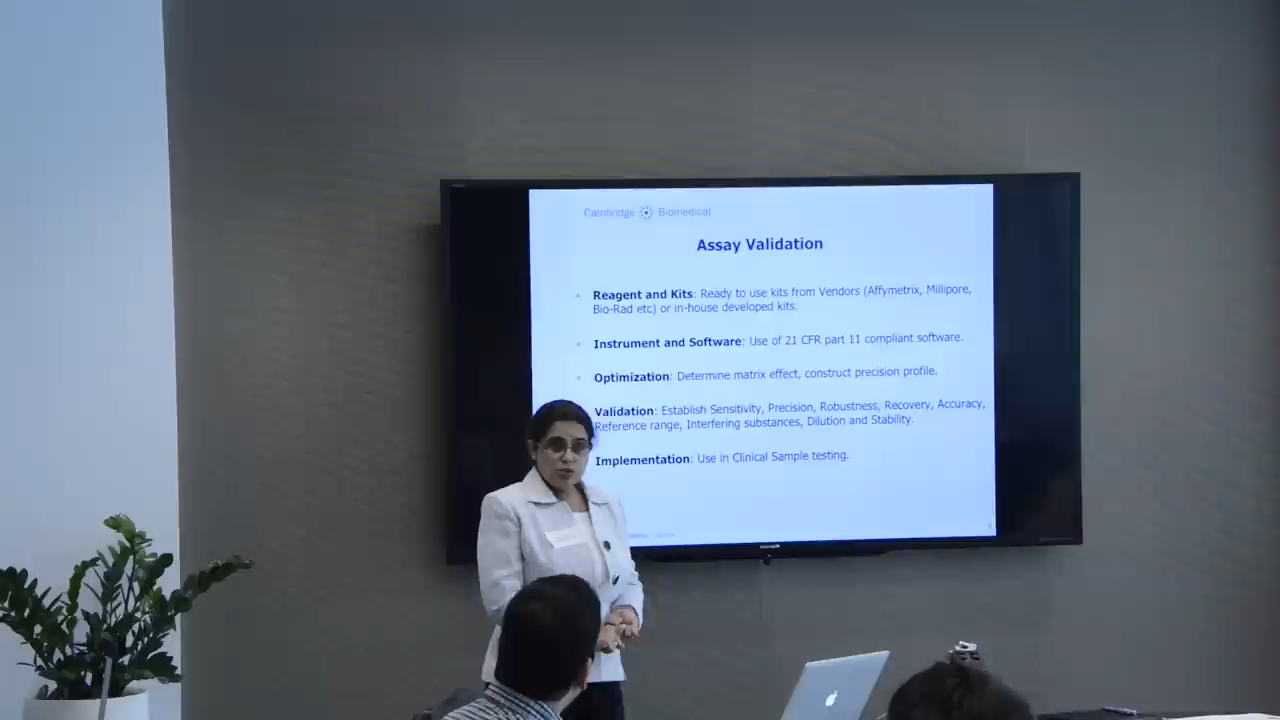 Cambridge Biomedical
Assay Validation
Reagent and Kits: Ready to use kits from Vendors (Affymetrix, Millipore,
Bio-Rad etc) or in-house developed kits.
Instrument and Software: Use of 21 CFR part 11 compliant software.
Optimization: Determine matrix effect, construct precision profile.
Validation: Establish Sensitivity, Precision, Robustness, Recovery, Accuracy,
Reference range, Interfering substances, Dilution and Stability.
Implementation: Use in Clinical Sample testing.